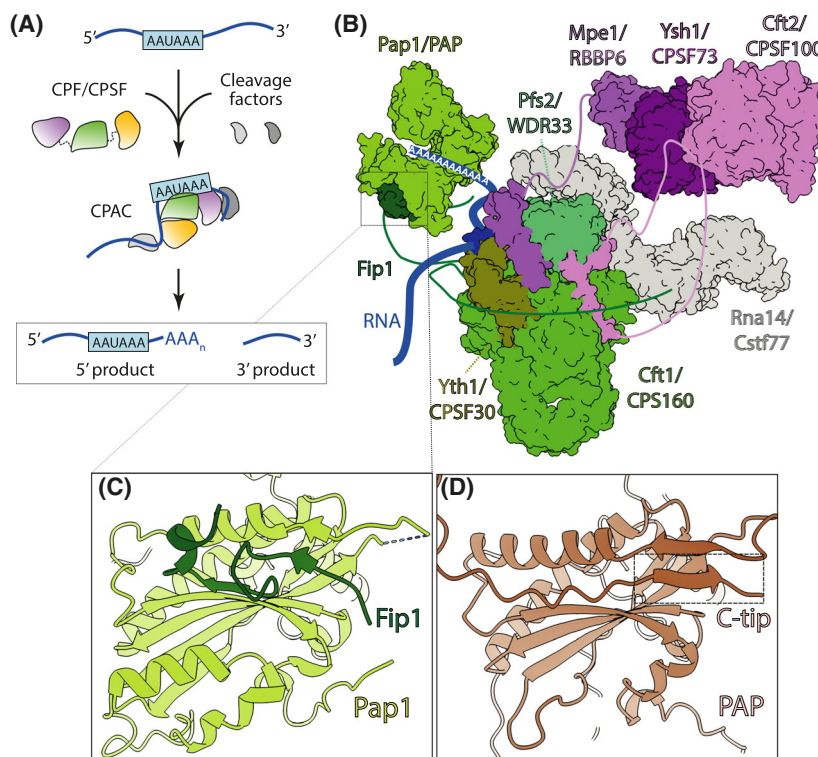 (A)
5′
AAUAAA
3′
CPF/CPSF
Cleavage
factors
AAUAAA
CPAC
5′
AAUAAA
AAAn
3′
5′ product
3′ product
(B)
Pap1/PAP
Mpe1/
RBBP6
Ysh1/
CPSF73
Cft2/
CPSF100
Pfs2/
WDR33
AAAAAAAAAAAA
Fip1
RNA
Rna14/
Cstf77
Yth1/
CPSF30
Cft1/
CPS160
(C)
Fip1
Pap1
(D)
C-tip
PAP